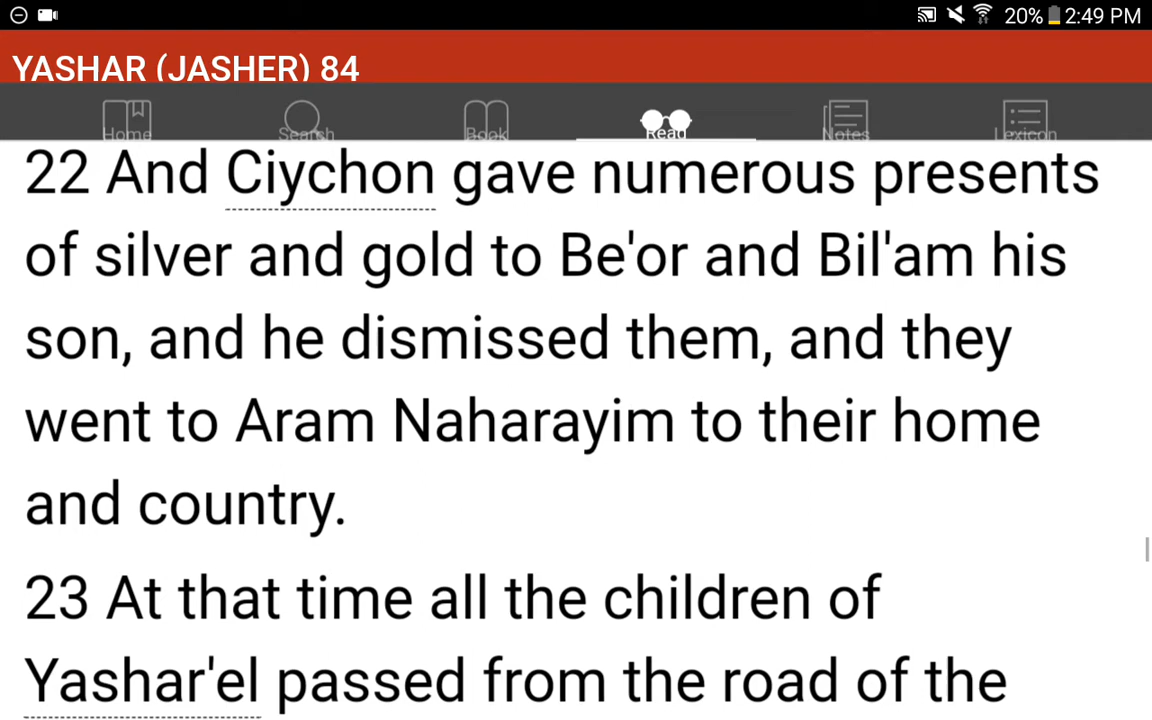 20% 2:49 PM
YASHAR (JASHER) 84
Home Search Book Read Notes Lexicon
22 And Ciychon gave numerous presents
of silver and gold to Be'or and Bil'am his
son, and he dismissed them, and they
went to Aram Naharayim to their home
and country.
23 At that time all the children of
Yashar'el passed from the road of the